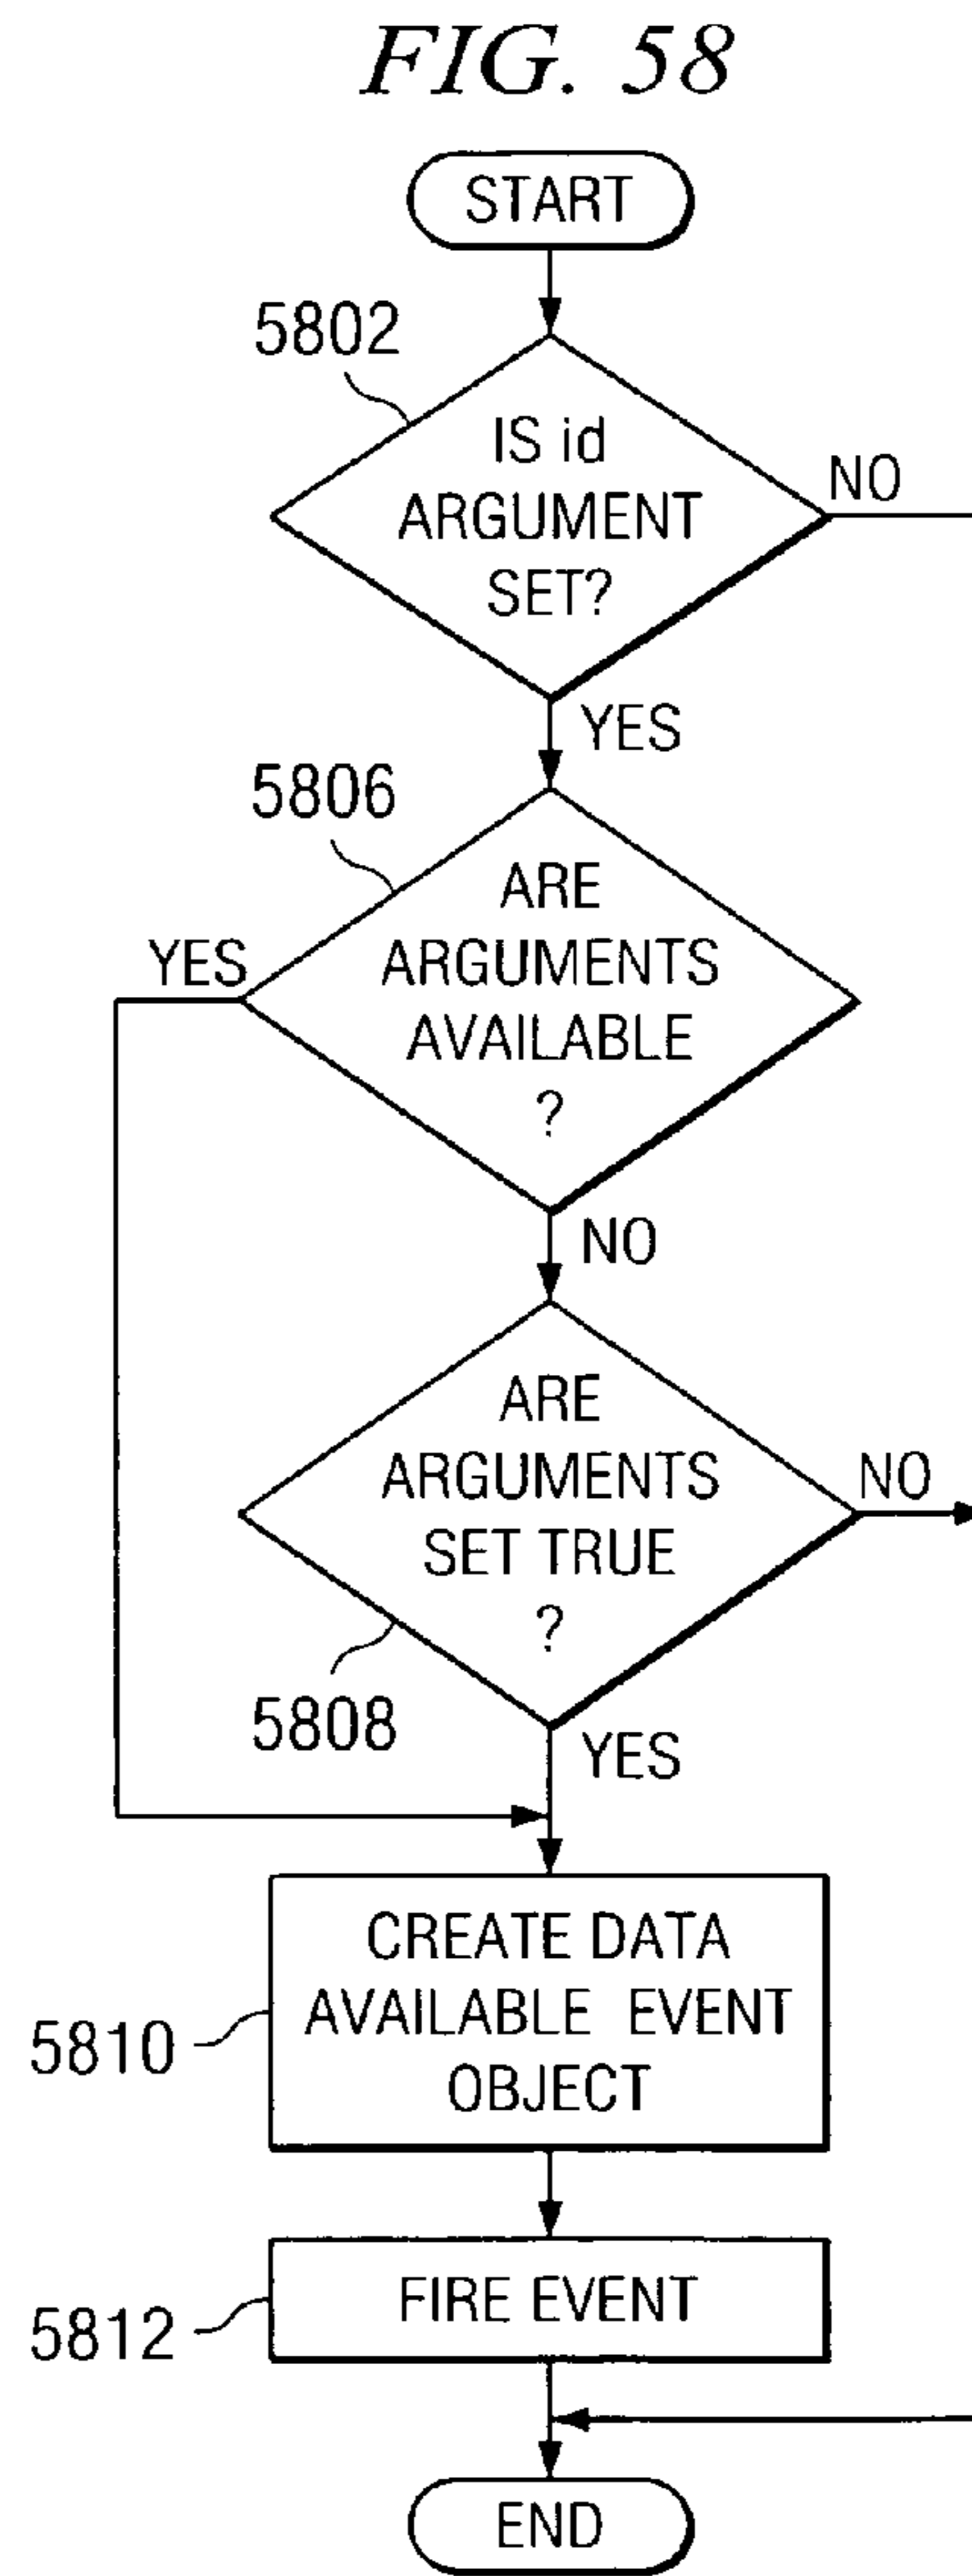 FIG. 58
START
5802
IS id
ARGUMENT
SET?
NO
YES
5806
ARE
ARGUMENTS
AVAILABLE
?
YES
NO
ARE
ARGUMENTS
SET TRUE
?
NO
5808
YES
CREATE DATA
AVAILABLE EVENT
OBJECT
5810
FIRE EVENT
5812
END